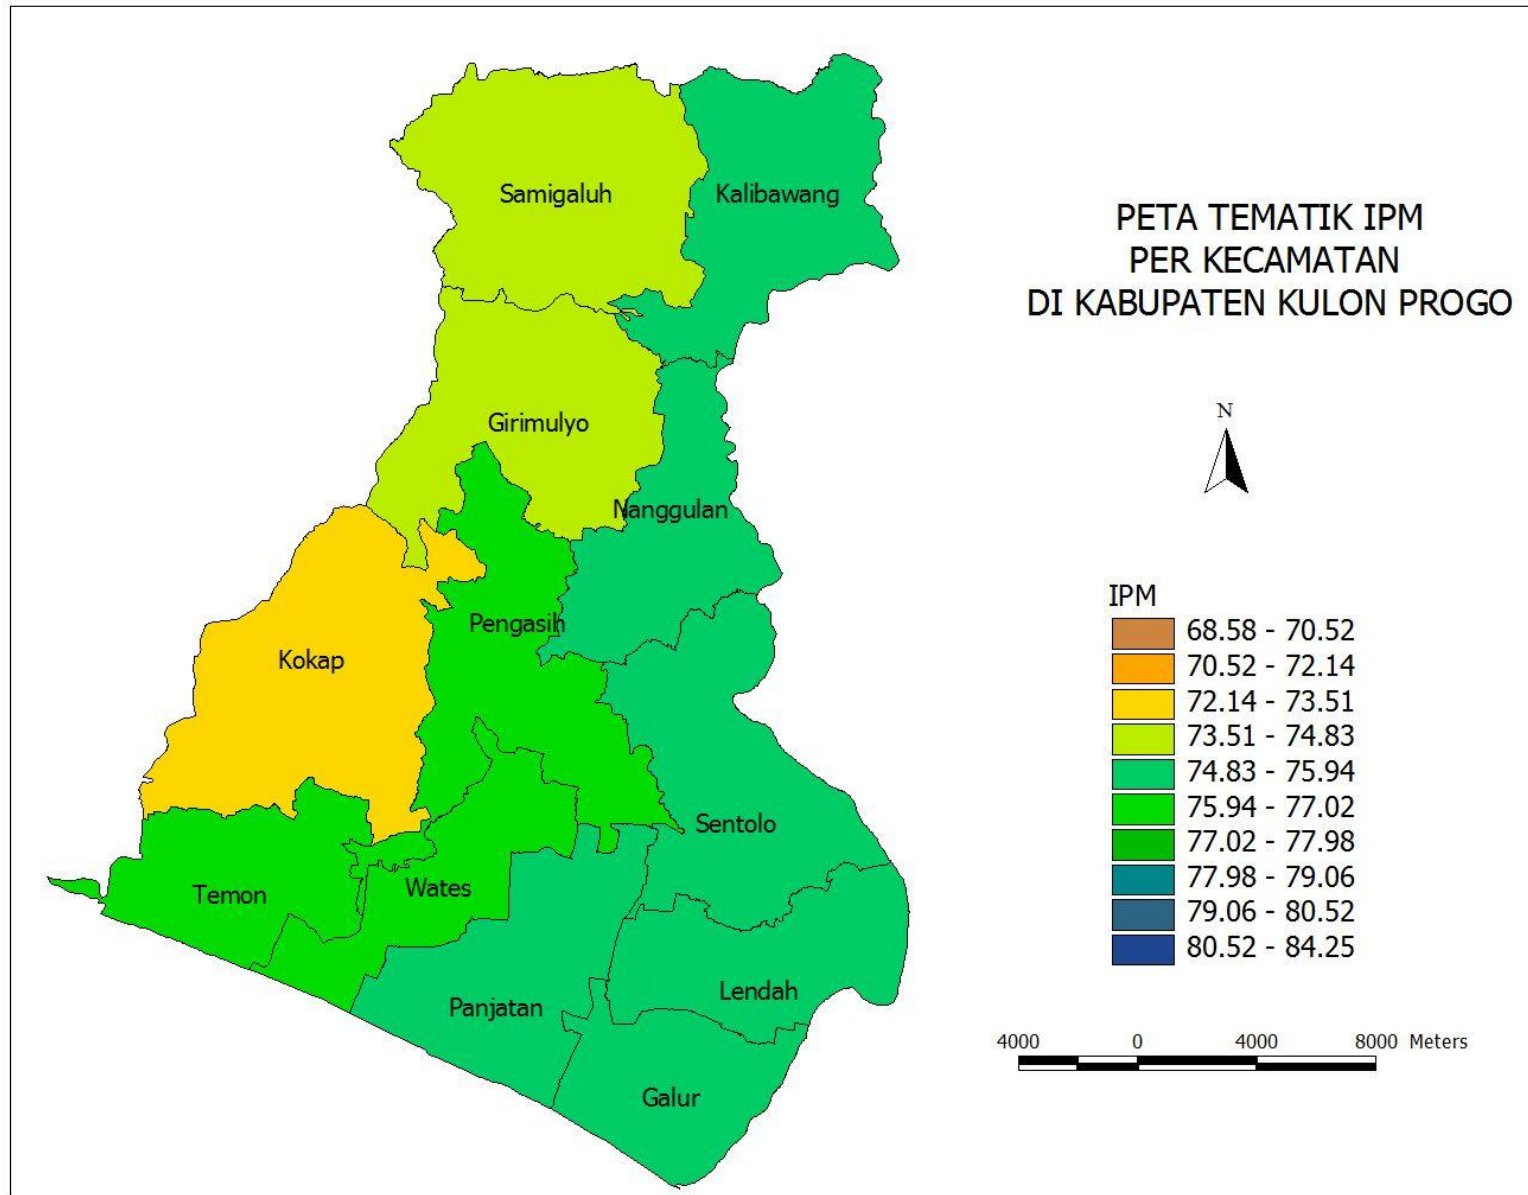 PETA TEMATIK IPM
PER KECAMATAN
DI KABUPATEN KULON PROGO
Samigaluh
Kalibawang
Girimulyo
Nanggulan
Pengasih
Kokap
Sentolo
Temon
Wates
Lendah
Panjatan
Galur
N
IPM
68.58 - 70.52
70.52 - 72.14
72.14 - 73.51
73.51 - 74.83
74.83 - 75.94
75.94 - 77.02
77.02 - 77.98
77.98 - 79.06
79.06 - 80.52
80.52 - 84.25
4000 0 4000 8000 Meters